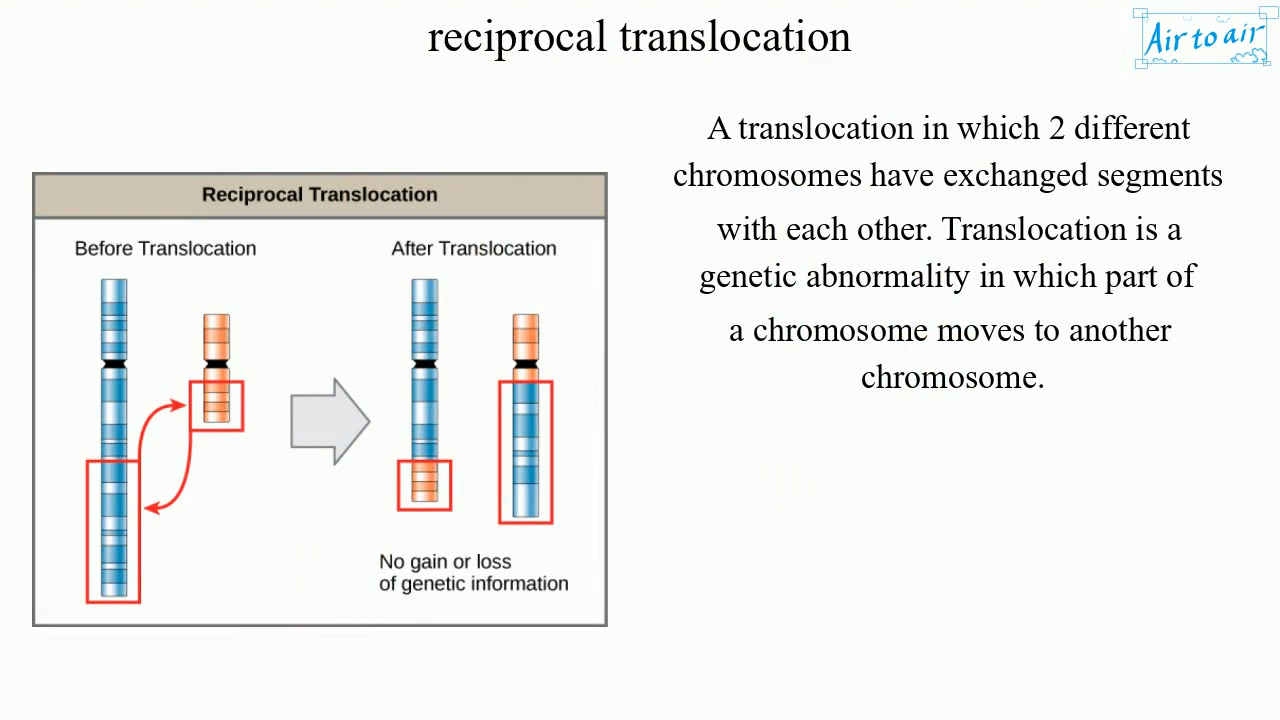 reciprocal translocation
Air to air
A translocation in which 2 different
chromosomes have exchanged segments
with each other. Translocation is a
genetic abnormality in which part of
a chromosome moves to another
chromosome.
Reciprocal Translocation
Before Translocation
After Translocation
No gain or loss
of genetic information